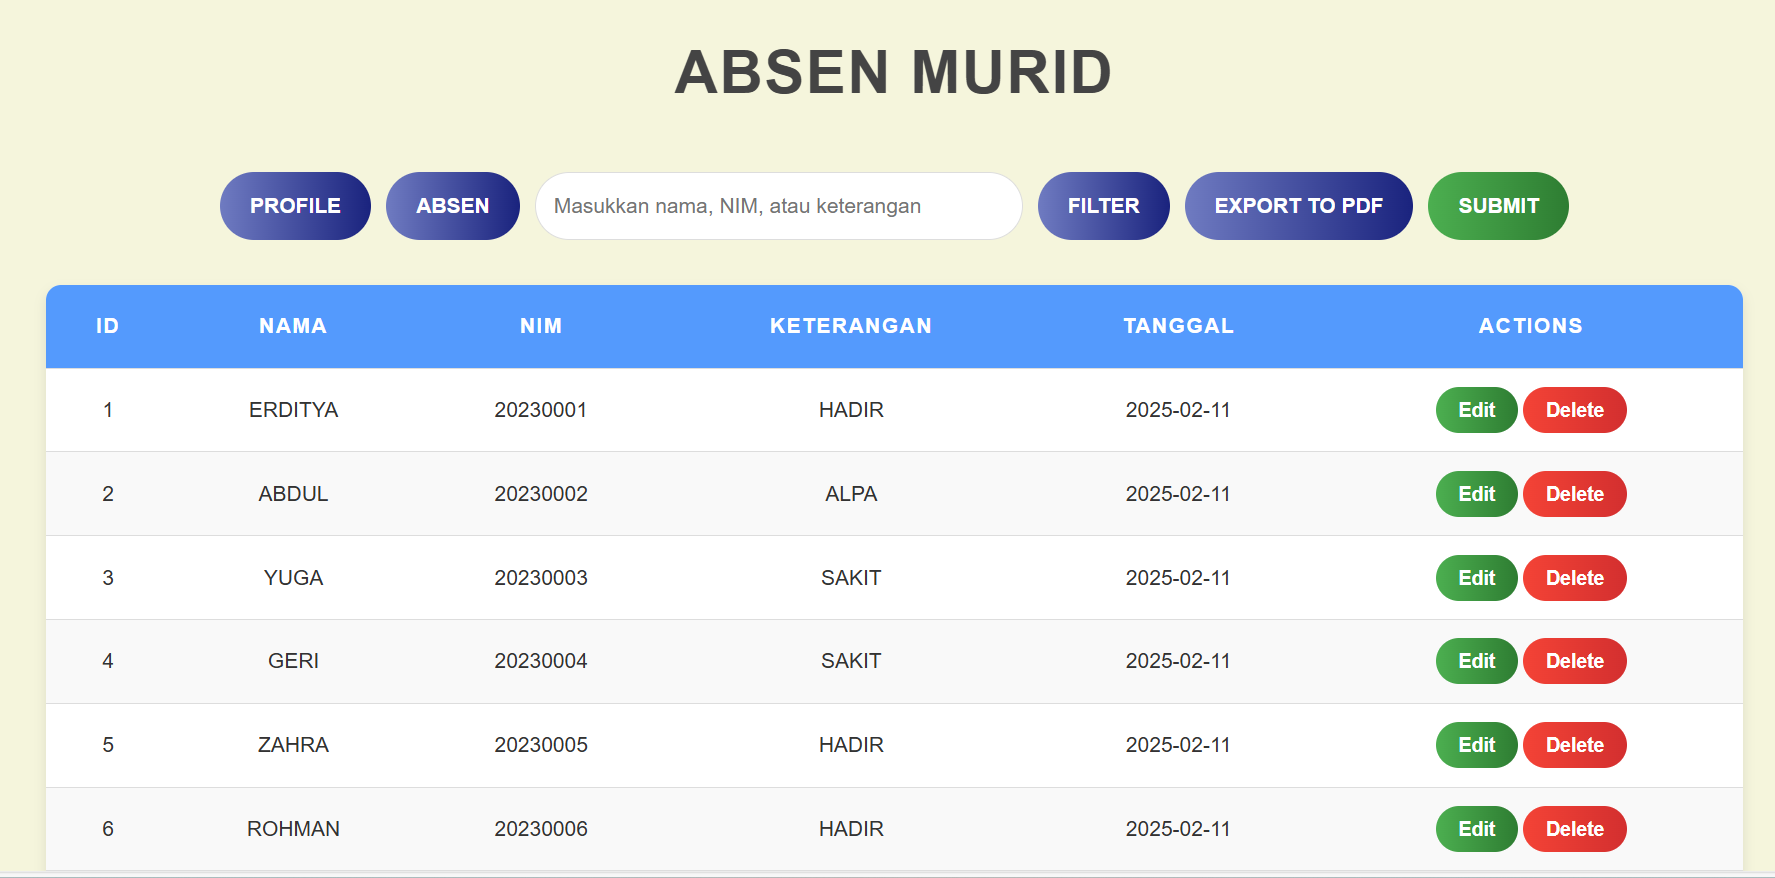 ABSEN MURID
PROFILE ABSEN Masukkan nama, NIM, atau keterangan FILTER EXPORT TO PDF SUBMIT
ID NAMA NIM KETERANGAN TANGGAL ACTIONS
1 ERDITYA 20230001 HADIR 2025-02-11 Edit Delete
2 ABDUL 20230002 ALPA 2025-02-11 Edit Delete
3 YUGA 20230003 SAKIT 2025-02-11 Edit Delete
4 GERI 20230004 SAKIT 2025-02-11 Edit Delete
5 ZAHRA 20230005 HADIR 2025-02-11 Edit Delete
6 ROHMAN 20230006 HADIR 2025-02-11 Edit Delete